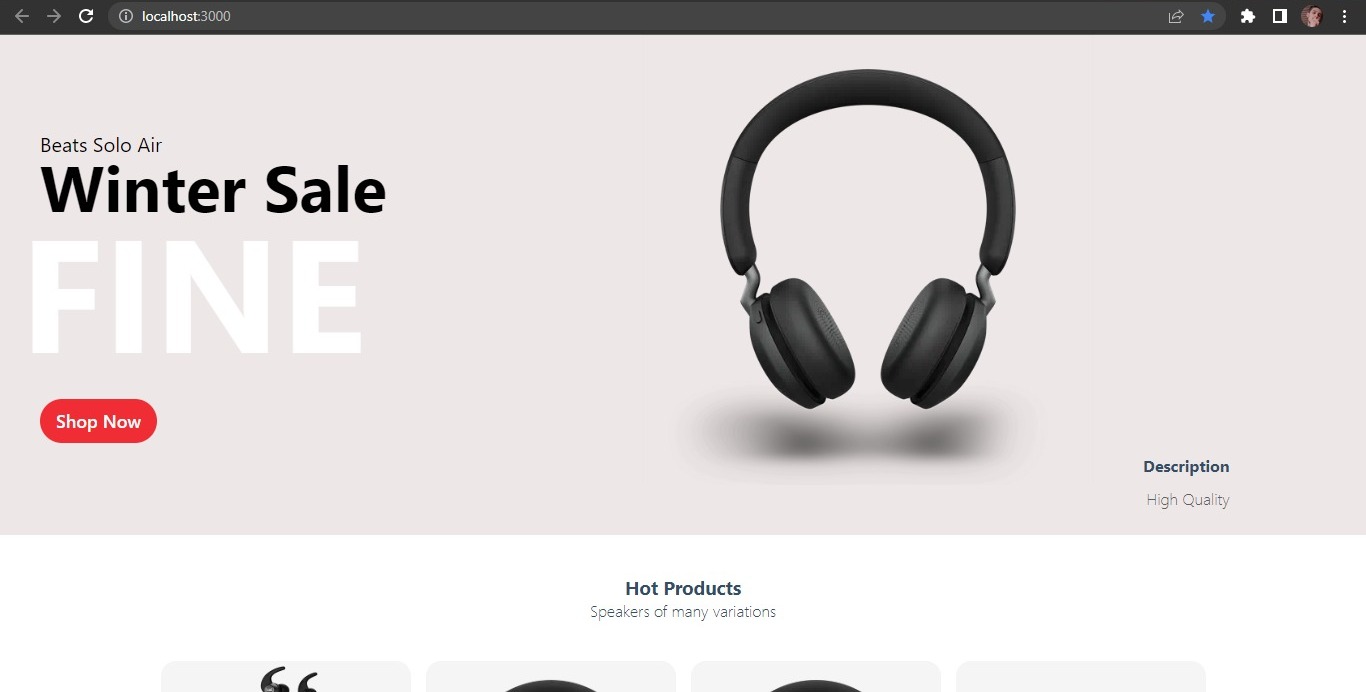 localhost:3000
Beats Solo Air
Winter Sale
FINE
Shop Now
Description
High Quality
Hot Products
Speakers of many variations